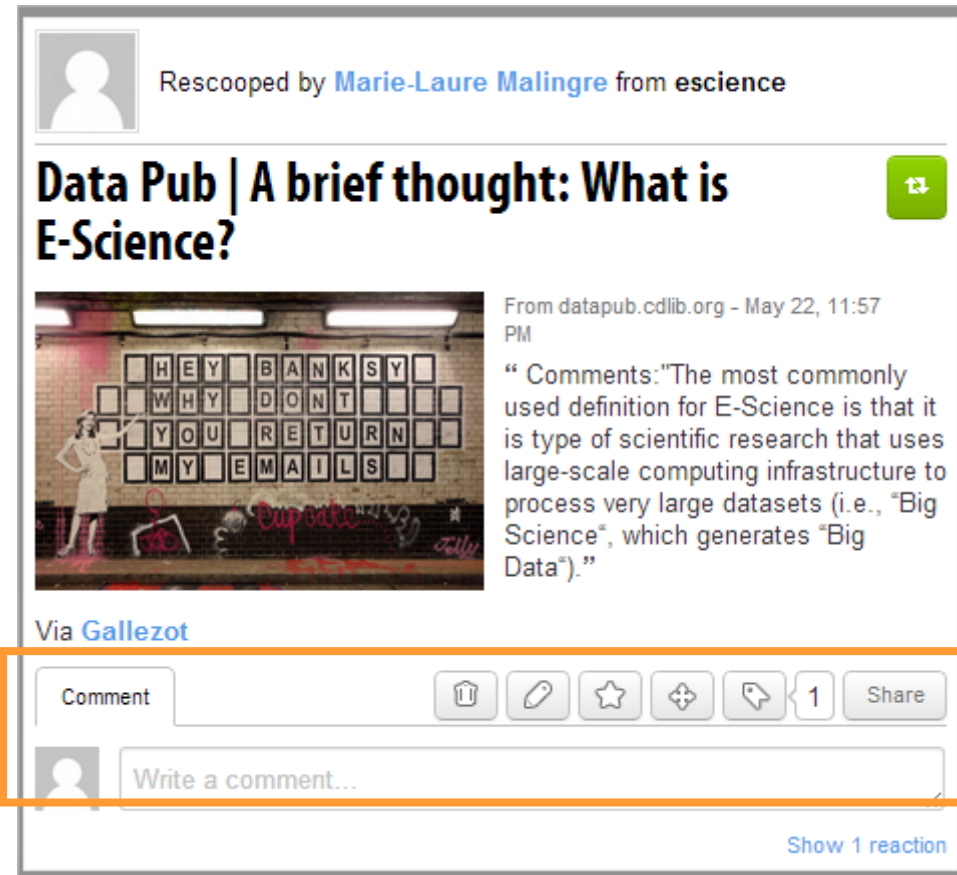 Rescooped by Marie-Laure Malingre from escience
Data Pub | A brief thought: What is
E-Science?
HEY BANKSY
WHY DONT
YOU RETURN
MY EMAILS
Cupcake
Jelly
From datapub.cdlib.org - May 22, 11:57
PM
“ Comments:"The most commonly
used definition for E-Science is that it
is type of scientific research that uses
large-scale computing infrastructure to
process very large datasets (i.e., “Big
Science“, which generates “Big
Data“).”
Via Gallezot
Comment
1
Share
Write a comment...
Show 1 reaction